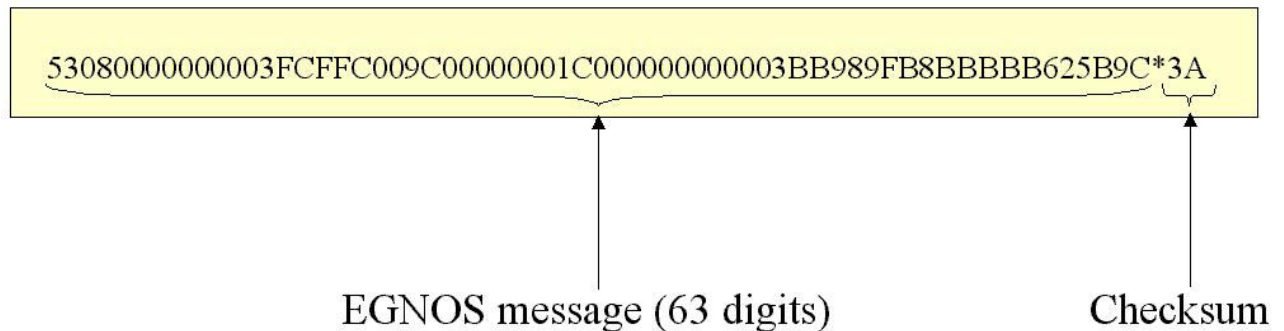 53080000000003FCFFC009C00000001C000000000003BB989FB8BBBBB625B9C*3A
EGNOS message (63 digits)
Checksum